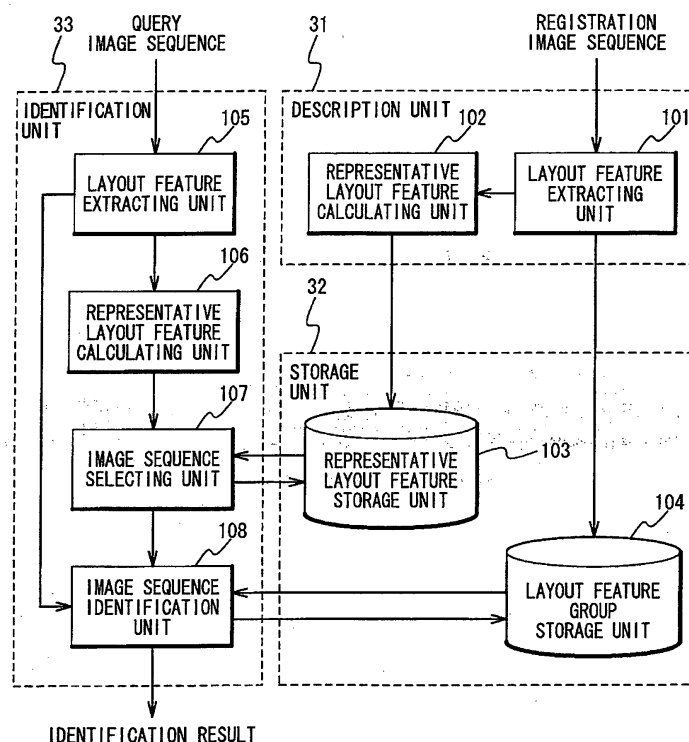 33
QUERY
IMAGE SEQUENCE
31
REGISTRATION
IMAGE SEQUENCE
IDENTIFICATION
UNIT
105
LAYOUT FEATURE
EXTRACTING UNIT
DESCRIPTION UNIT
102
REPRESENTATIVE
LAYOUT FEATURE
CALCULATING UNIT
101
LAYOUT FEATURE
EXTRACTING
UNIT
106
REPRESENTATIVE
LAYOUT FEATURE
CALCULATING UNIT
32
STORAGE
UNIT
107
IMAGE SEQUENCE
SELECTING UNIT
REPRESENTATIVE
LAYOUT FEATURE
STORAGE UNIT
103
108
IMAGE SEQUENCE
IDENTIFICATION
UNIT
104
LAYOUT FEATURE
GROUP
STORAGE UNIT
IDENTIFICATION RESULT